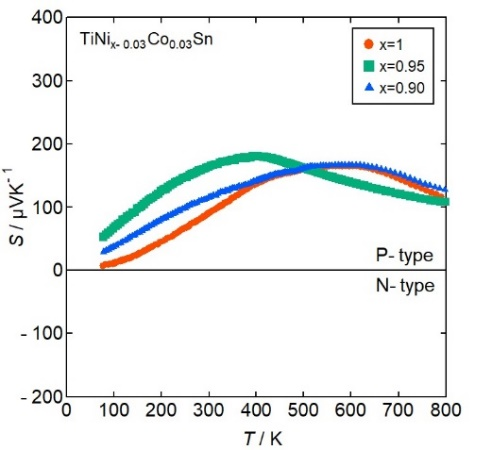 400
TiNix- 0.03Co0.03Sn
x=1
x=0.95
x=0.90
300
200
100
0
- 100
- 200
S / μVK-1
P- type
N- type
0 100 200 300 400 500 600 700 800
T / K